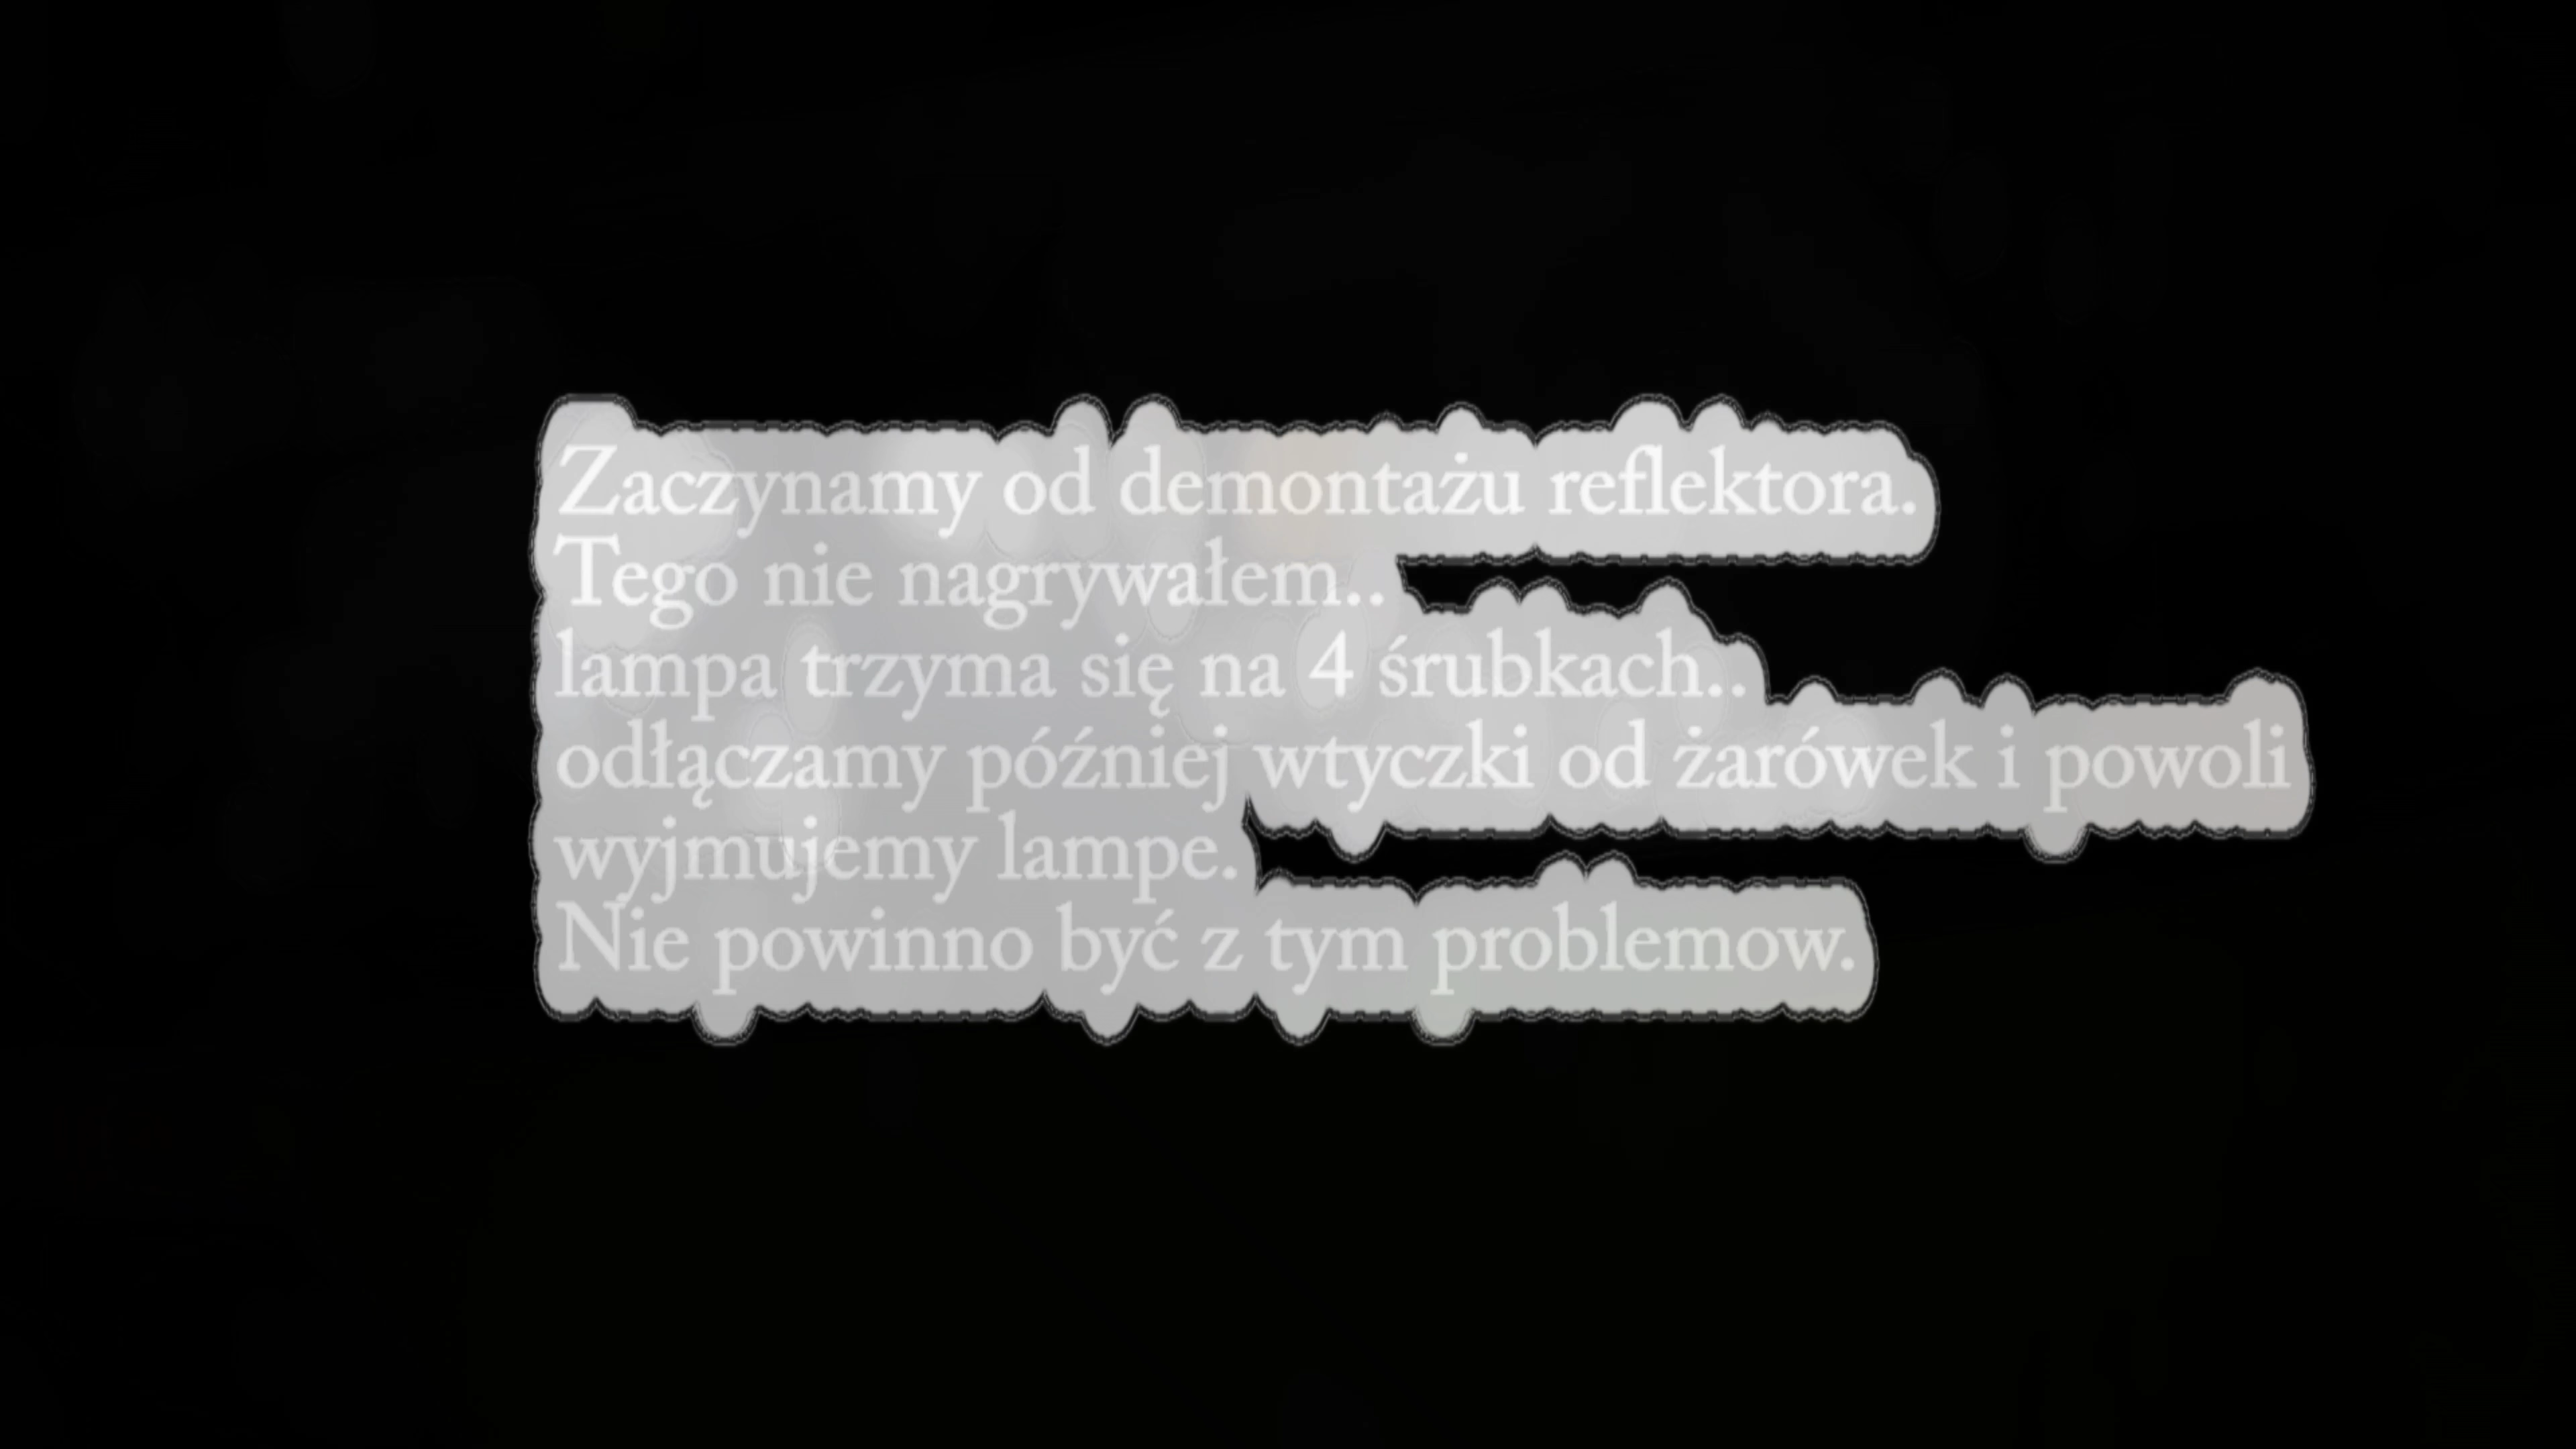 Zaczynamy od demontażu reflektora.
Tego nie nagrywałem..
lampa trzyma się na 4 śrubkach..
odłączamy później wtyczki od żarówek i powoli
wyjmujemy lampe.
Nie powinno być z tym problemow.